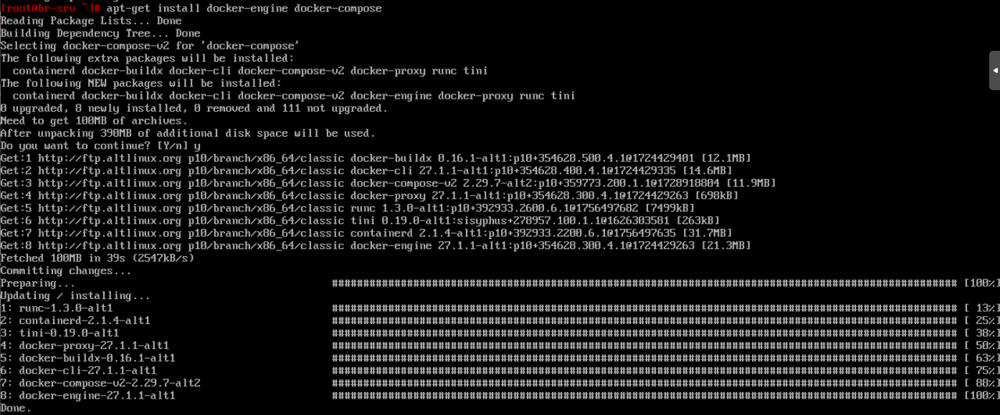 [root@br-srv ~]# apt-get install docker-engine docker-compose
Reading Package Lists... Done
Building Dependency Tree... Done
Selecting docker-compose-v2 for 'docker-compose'
The following extra packages will be installed:
  containerd docker-buildx docker-cli docker-compose-v2 docker-proxy runc tini
The following NEW packages will be installed:
  containerd docker-buildx docker-cli docker-compose-v2 docker-engine docker-proxy runc tini
0 upgraded, 8 newly installed, 0 removed and 111 not upgraded.
Need to get 100MB of archives.
After unpacking 390MB of additional disk space will be used.
Do you want to continue? [Y/n] y
Get:1 http://ftp.altlinux.org p10/branch/x86_64/classic docker-buildx 0.16.1-alt1:p10+354628.500.4.1@1724429401 [12.1MB]
Get:2 http://ftp.altlinux.org p10/branch/x86_64/classic docker-cli 27.1.1-alt1:p10+354628.400.4.1@1724429335 [14.6MB]
Get:3 http://ftp.altlinux.org p10/branch/x86_64/classic docker-compose-v2 2.29.7-alt2:p10+359773.200.1.1@1728918804 [11.9MB]
Get:4 http://ftp.altlinux.org p10/branch/x86_64/classic docker-proxy 27.1.1-alt1:p10+354628.300.4.1@1724429263 [698kB]
Get:5 http://ftp.altlinux.org p10/branch/x86_64/classic runc 1.3.0-alt1:p10+392933.2600.6.1@1756497682 [7499kB]
Get:6 http://ftp.altlinux.org p10/branch/x86_64/classic tini 0.19.0-alt1:sisyphus+278957.100.1.1@1626303581 [263kB]
Get:7 http://ftp.altlinux.org p10/branch/x86_64/classic containerd 2.1.4-alt1:p10+392933.2200.6.1@1756497635 [31.7MB]
Get:8 http://ftp.altlinux.org p10/branch/x86_64/classic docker-engine 27.1.1-alt1:p10+354628.300.4.1@1724429263 [21.3MB]
Fetched 100MB in 39s (2547kB/s)
Committing changes...
Preparing... #################################################################################################### [100%]
Updating / installing...
1: runc-1.3.0-alt1 #################################################################################################### [ 13%]
2: containerd-2.1.4-alt1 #################################################################################################### [ 25%]
3: tini-0.19.0-alt1 #################################################################################################### [ 38%]
4: docker-proxy-27.1.1-alt1 #################################################################################################### [ 50%]
5: docker-buildx-0.16.1-alt1 #################################################################################################### [ 63%]
6: docker-cli-27.1.1-alt1 #################################################################################################### [ 75%]
7: docker-compose-v2-2.29.7-alt2 #################################################################################################### [ 88%]
8: docker-engine-27.1.1-alt1 #################################################################################################### [100%]
Done.